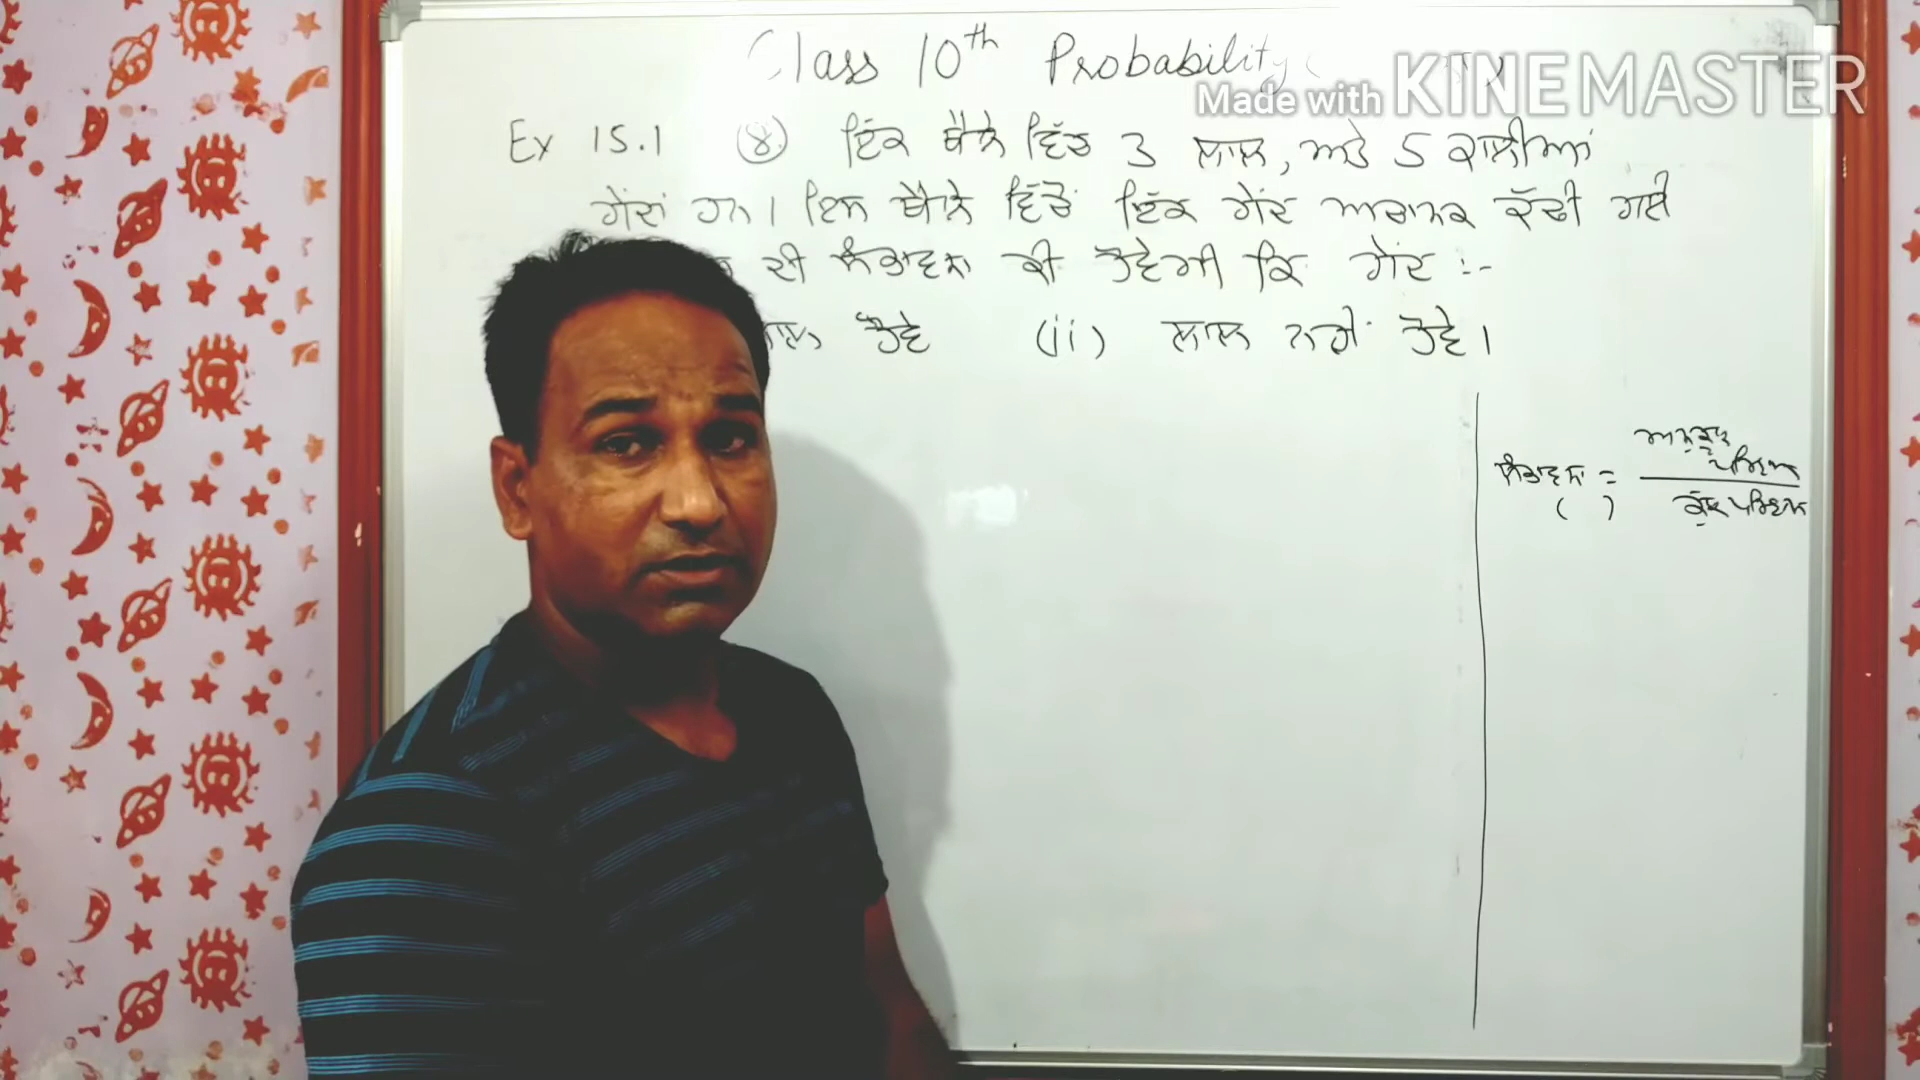 Class 10th Probability
Made with KINEMASTER
Ex 15.1 (8) ਇੱਕ ਥੈਲੇ ਵਿੱਚ 3 ਲਾਲ, ਅਤੇ 5 ਕਾਲੀਆਂ
ਗੇਂਦਾਂ ਹਨ। ਇਸ ਥੈਲੇ ਵਿੱਚੋਂ ਇੱਕ ਗੇਂਦ ਅਚਾਨਕ ਕੱਢੀ ਗਈ
ਦੀ ਸੰਭਾਵਨਾ ਕੀ ਹੋਵੇਗੀ ਕਿ ਗੇਂਦ :-
ਹੋਵੇ (ii) ਲਾਲ ਨਹੀਂ ਹੋਵੇ।
ਅਨੁਕੂਲ
ਪਰਿਣਾਮ
ਸੰਭਾਵਨਾ =
( ) ਕੁੱਲ ਪਰਿਣਾਮ